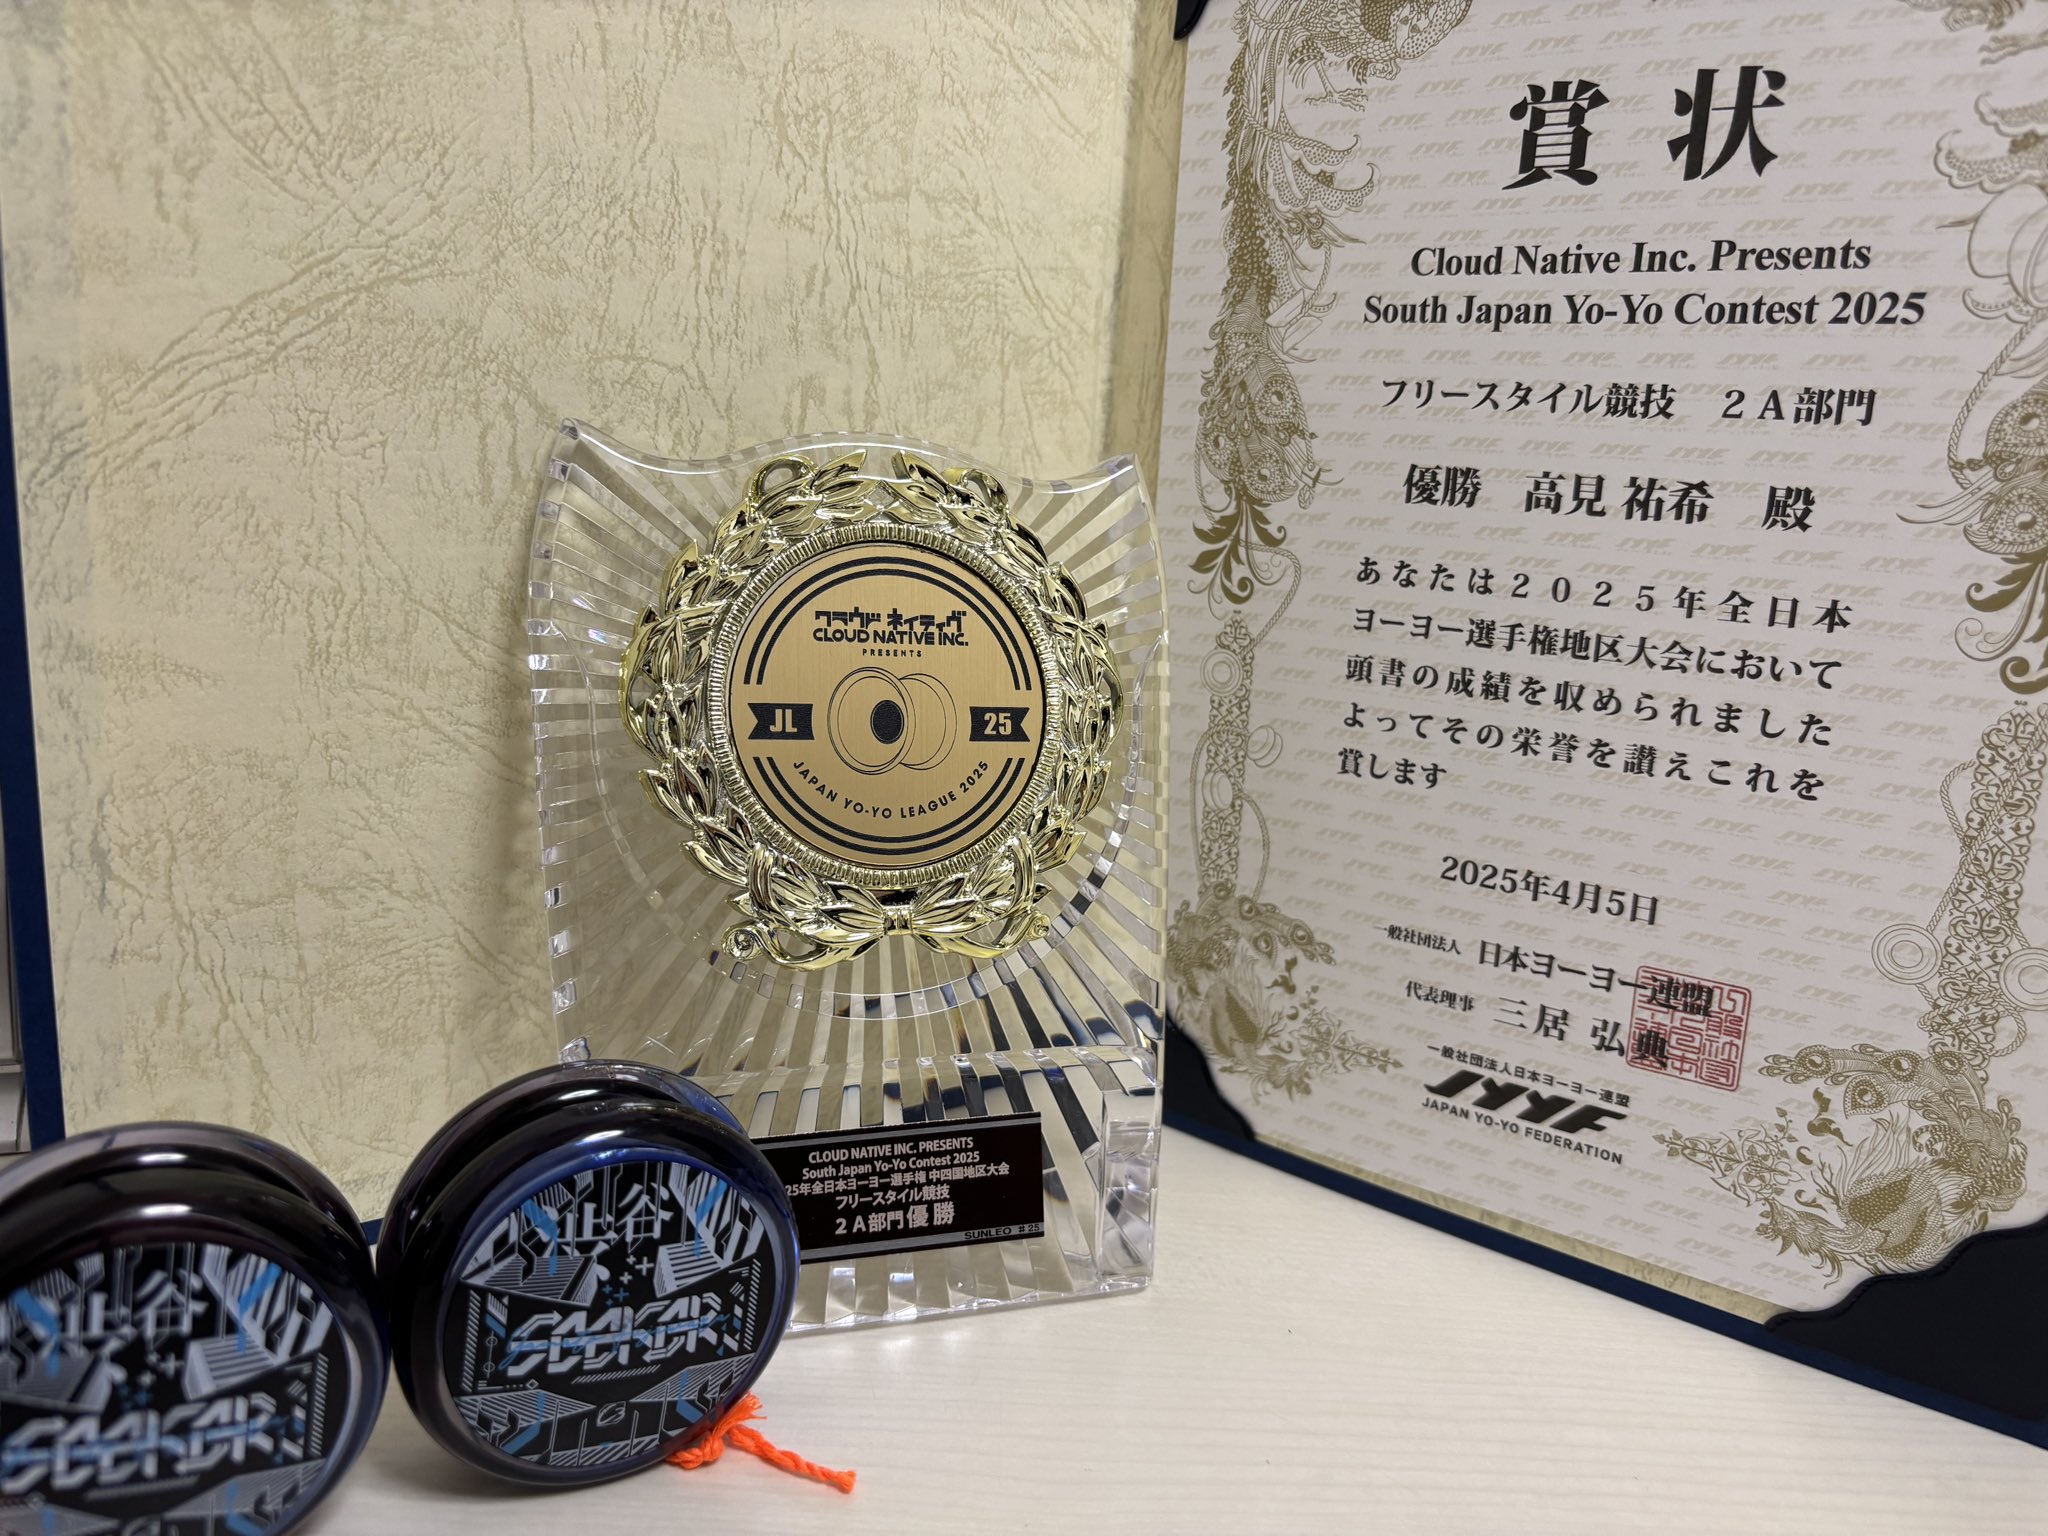 賞状
Cloud Native Inc. Presents
South Japan Yo-Yo Contest 2025
フリースタイル競技 2A部門
優勝 高見 祐希 殿
あなたは2025年全日本
ヨーヨー選手権地区大会において
頭書の成績を収められました
よってその栄誉を讃えこれを
賞します
2025年4月5日
一般社団法人 日本ヨーヨー連盟
代表理事 三居 弘典
一般社団法人日本ヨーヨー連盟
JYYF
JAPAN YO-YO FEDERATION
クラウド ネイティヴ
CLOUD NATIVE INC.
PRESENTS
JL 25
JAPAN YO-YO LEAGUE 2025
CLOUD NATIVE INC. PRESENTS
South Japan Yo-Yo Contest 2025
25年全日本ヨーヨー選手権 中四国地区大会
フリースタイル競技
2A部門 優勝
SUNLEO #25